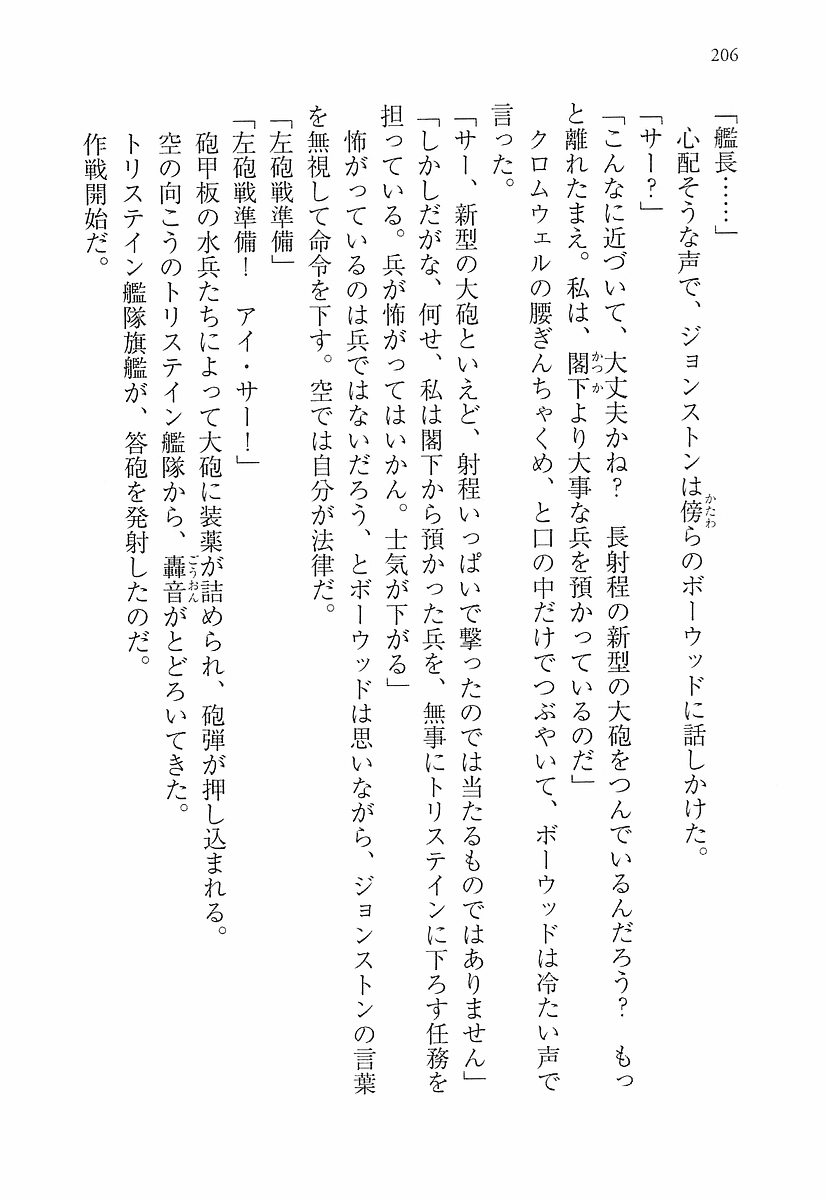 206
「艦長……」
心配そうな声で、ジョンストンは傍らのボーウッドに話しかけた。
「サー？」
「こんなに近づいて、大丈夫かね？　長射程の新型の大砲をつんでいるんだろう？　もっ
と離れたまえ。私は、閣下より大事な兵を預かっているのだ」
クロムウェルの腰ぎんちゃくめ、と口の中だけでつぶやいて、ボーウッドは冷たい声で
言った。
「サー、新型の大砲といえど、射程いっぱいで撃ったのでは当たるものではありません」
「しかしだがな、何せ、私は閣下から預かった兵を、無事にトリステインに下ろす任務を
担っている。兵が怖がってはいかん。士気が下がる」
怖がっているのは兵ではないだろう、とボーウッドは思いながら、ジョンストンの言葉
を無視して命令を下す。空では自分が法律だ。
「左砲戦準備」
「左砲戦準備！　アイ・サー！」
砲甲板の水兵たちによって大砲に装薬が詰められ、砲弾が押し込まれる。
空の向こうのトリステイン艦隊から、轟音がとどろいてきた。
トリステイン艦隊旗艦が、答砲を発射したのだ。
作戦開始だ。
かたわ
かつか
ごうおん